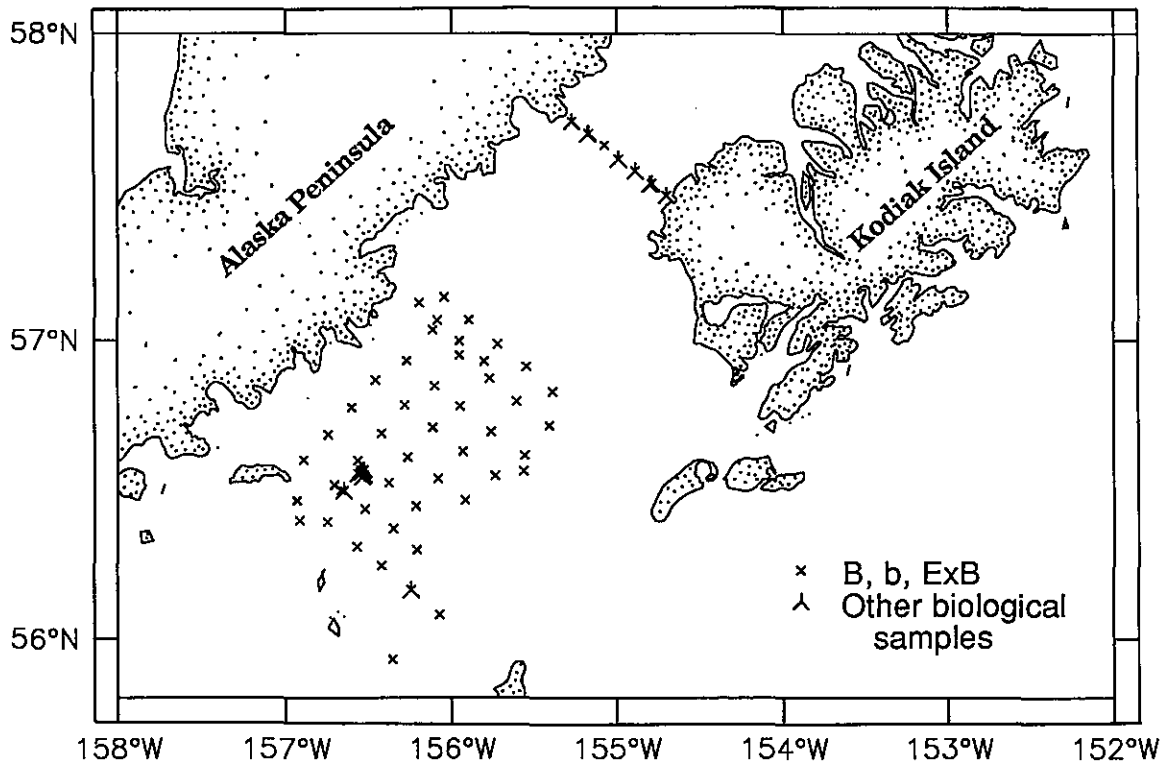 58°N
57°N
56°N
Alaska Peninsula
Kodiak Island
× B, b, ExB
Other biological
samples
158°W 157°W 156°W 155°W 154°W 153°W 152°W